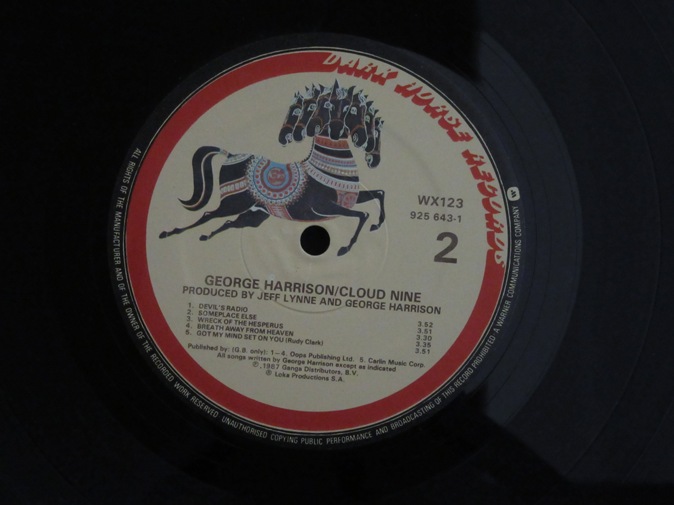 DARK HORSE RECORDS
WX123
925 643-1
2
GEORGE HARRISON/CLOUD NINE
PRODUCED BY JEFF LYNNE AND GEORGE HARRISON
1. DEVIL'S RADIO 3.52
2. SOMEPLACE ELSE 3.51
3. WRECK OF THE HESPERUS 3.30
4. BREATH AWAY FROM HEAVEN 3.35
5. GOT MY MIND SET ON YOU (Rudy Clark) 3.51
Published by: (G.B. only): 1—4. Oops Publishing Ltd. 5. Carlin Music Corp.
All songs written by George Harrison except as indicated
©, 1987 Ganga Distributors, B.V.
℗ Loka Productions S.A.
ALL RIGHTS OF THE MANUFACTURER AND OF THE OWNER OF THE RECORDED WORK RESERVED. UNAUTHORISED COPYING PUBLIC PERFORMANCE AND BROADCASTING OF THIS RECORD PROHIBITED. A WARNER COMMUNICATIONS COMPANY